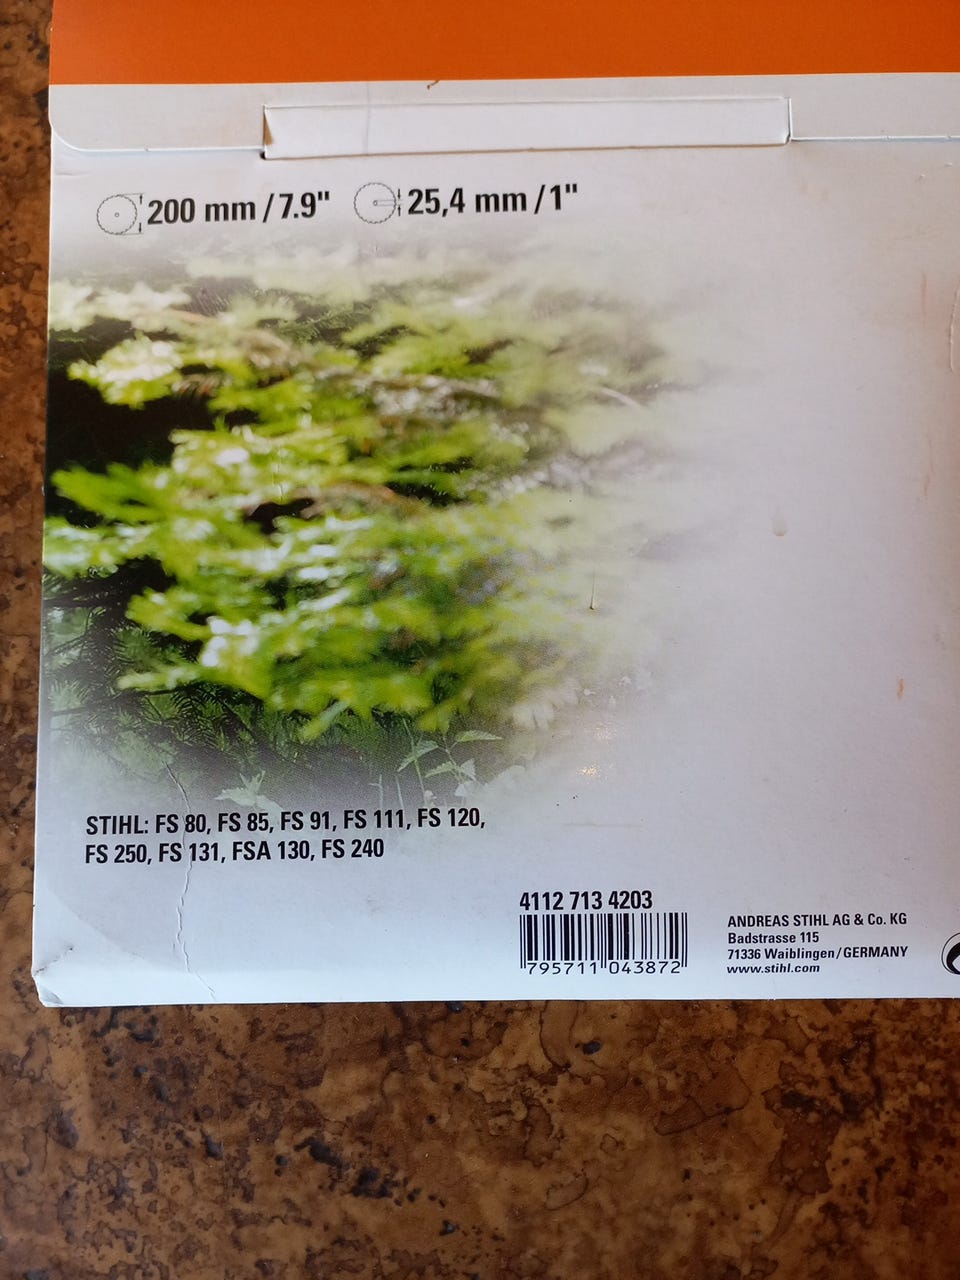 200 mm / 7.9" 25,4 mm / 1"
STIHL: FS 80, FS 85, FS 91, FS 111, FS 120,
FS 250, FS 131, FSA 130, FS 240
4112 713 4203
795711 043872
ANDREAS STIHL AG & Co. KG
Badstrasse 115
71336 Waiblingen/GERMANY
www.stihl.com